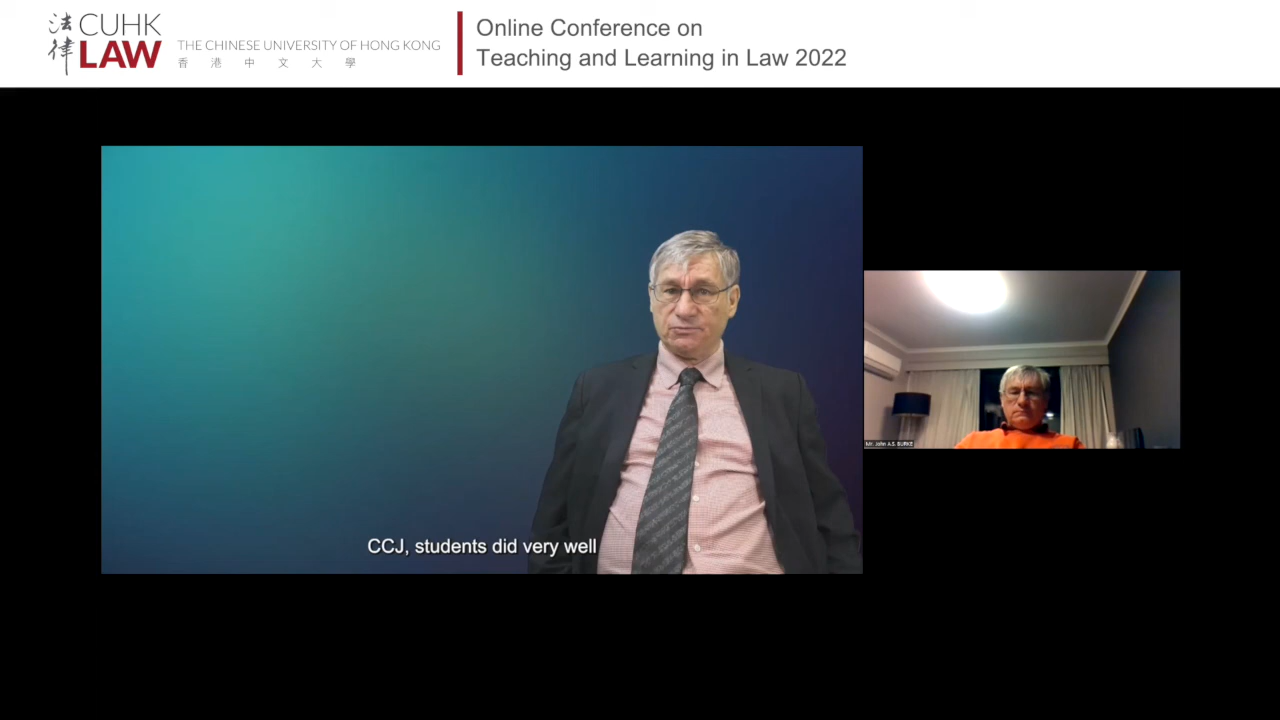 法律
CUHK
LAW
THE CHINESE UNIVERSITY OF HONG KONG
香港中文大學
Online Conference on
Teaching and Learning in Law 2022
Mr. John A.S. BURKE
CCJ, students did very well